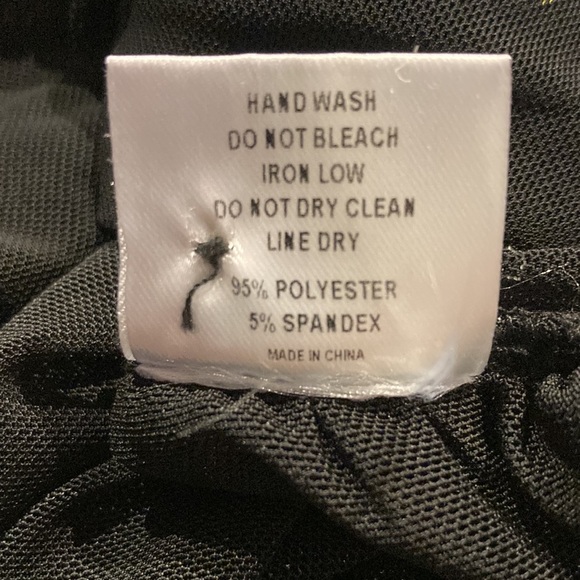 HAND WASH
DO NOT BLEACH
IRON LOW
DO NOT DRY CLEAN
LINE DRY
95% POLYESTER
5% SPANDEX
MADE IN CHINA